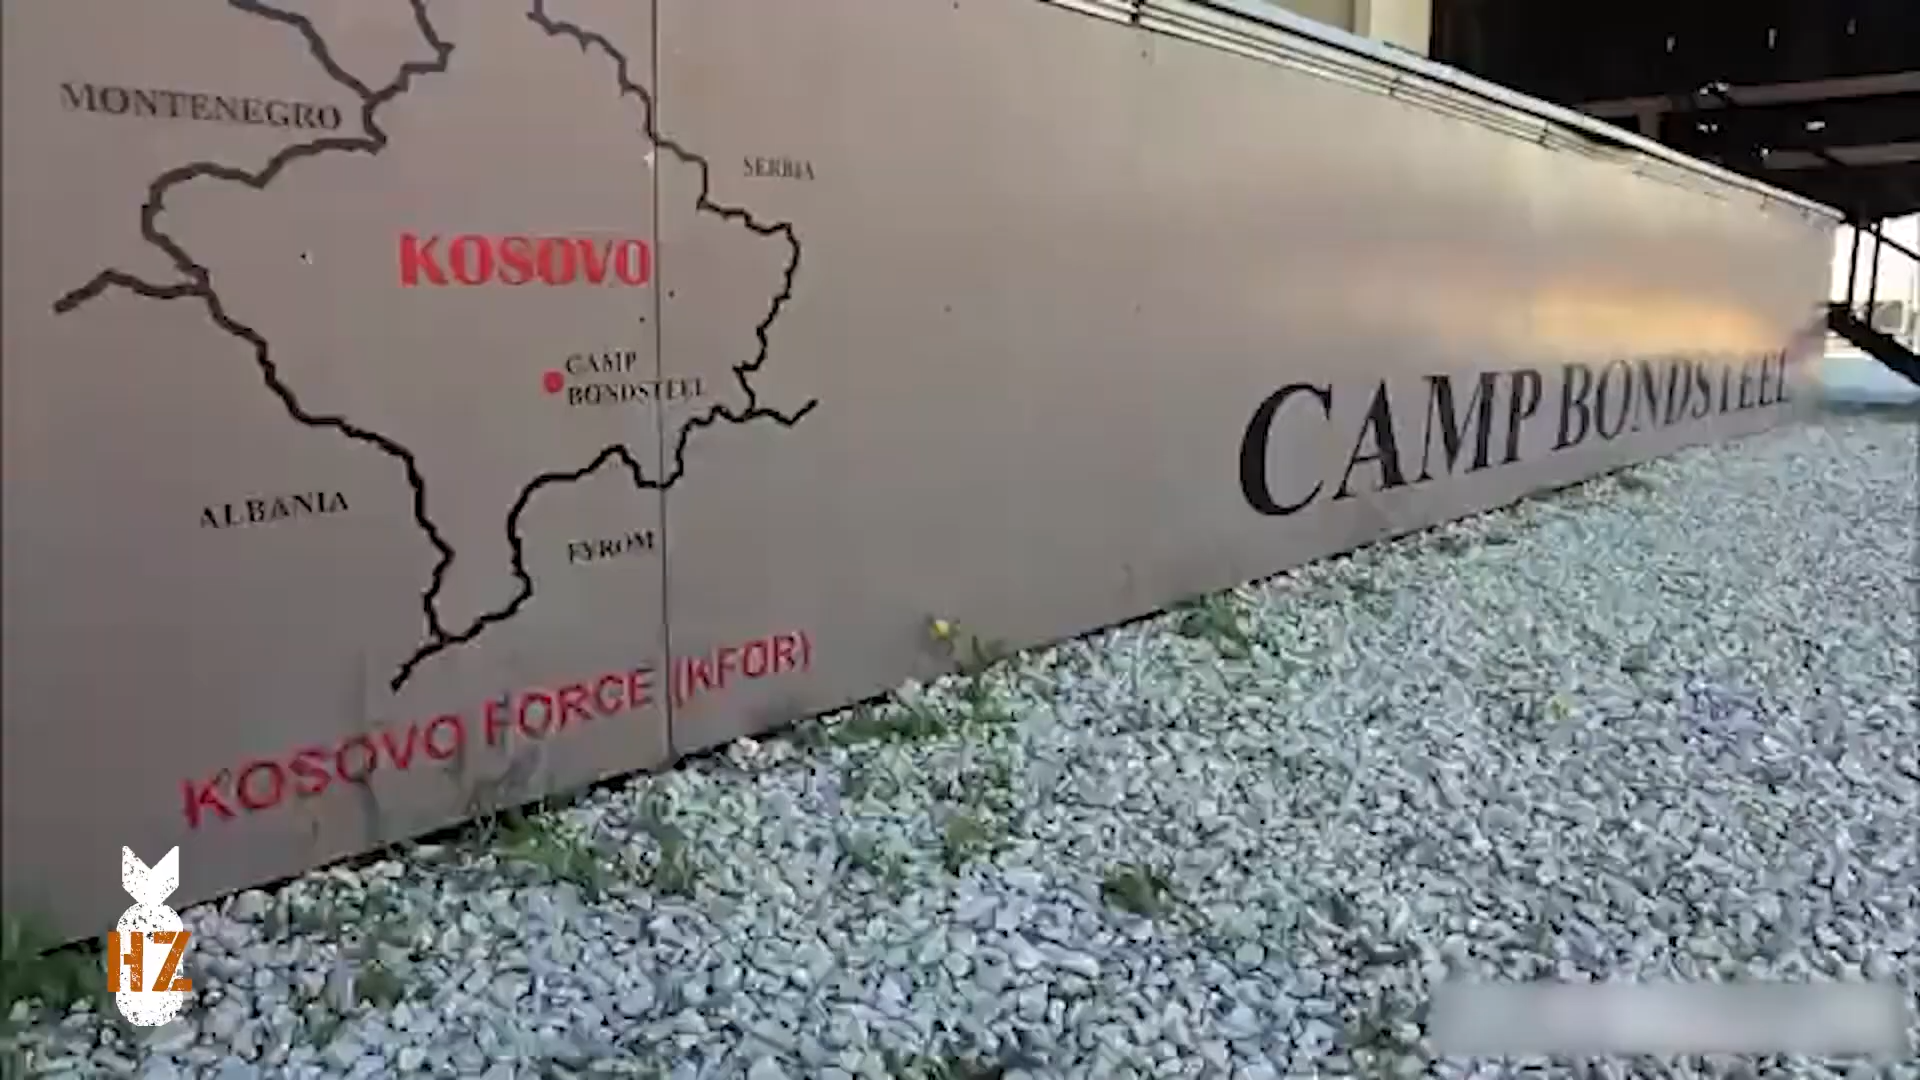 MONTENEGRO
SERBIA
KOSOVO
CAMP
BONDSTEEL
CAMP BONDSTEEL
ALBANIA
FYROM
KOSOVO FORCE (KFOR)
HZ